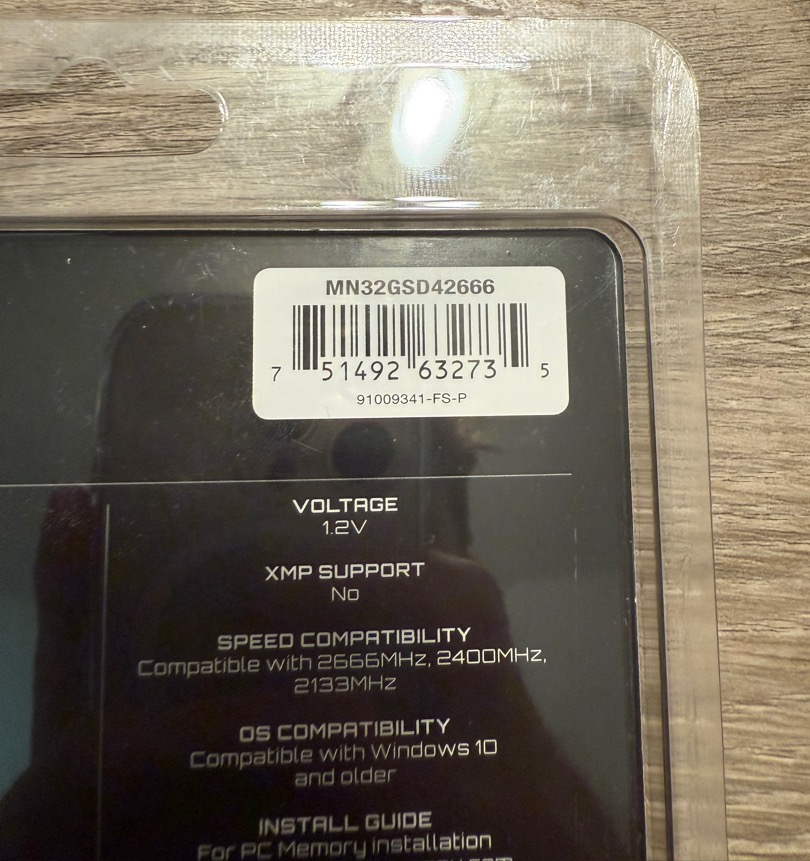 MN32GSD42666
7 51492 63273 5
91009341-FS-P
VOLTAGE
1.2V
XMP SUPPORT
No
SPEED COMPATIBILITY
Compatible with 2666MHz, 2400MHz,
2133MHz
OS COMPATIBILITY
Compatible with Windows 10
and older
INSTALL GUIDE
For PC Memory installation